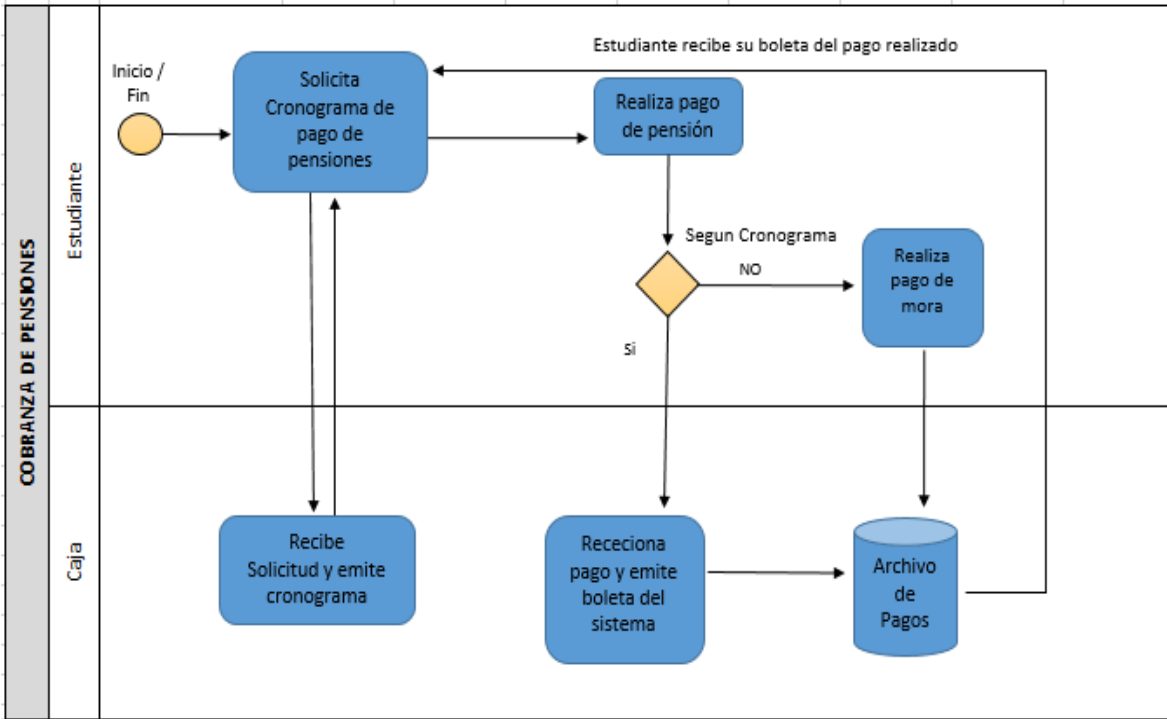 COBRANZA DE PENSIONES
Estudiante
Inicio /
Fin
Solicita
Cronograma de
pago de
pensiones
Estudiante recibe su boleta del pago realizado
Realiza pago
de pensión
Segun Cronograma
NO
Si
Realiza
pago de
mora
Caja
Recibe
Solicitud y emite
cronograma
Receciona
pago y emite
boleta del
sistema
Archivo
de
Pagos